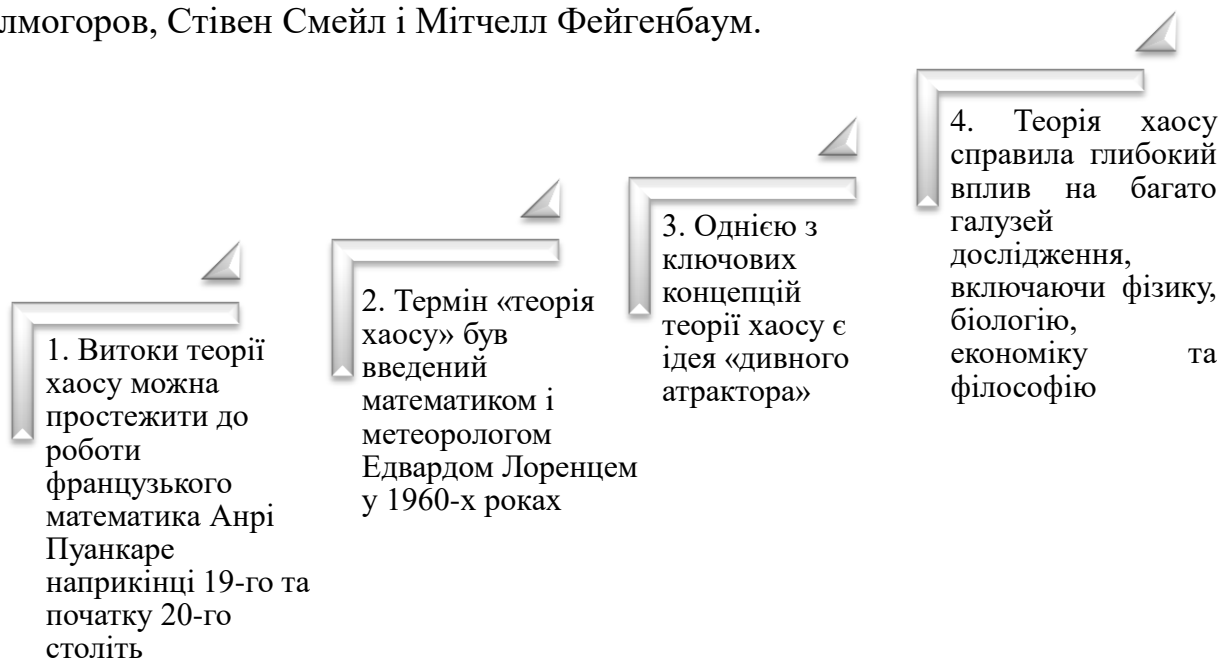 лмогоров, Стівен Смейл і Мітчелл Фейгенбаум.
1. Витоки теорії
хаосу можна
простежити до
роботи
французького
математика Анрі
Пуанкаре
наприкінці 19-го та
початку 20-го
століть
2. Термін «теорія
хаосу» був
введений
математиком і
метеорологом
Едвардом Лоренцем
у 1960-х роках
3. Однією з
ключових
концепцій
теорії хаосу є
ідея «дивного
атрактора»
4. Теорія хаосу
справила глибокий
вплив на багато
галузей
дослідження,
включаючи фізику,
біологію,
економіку та
філософію